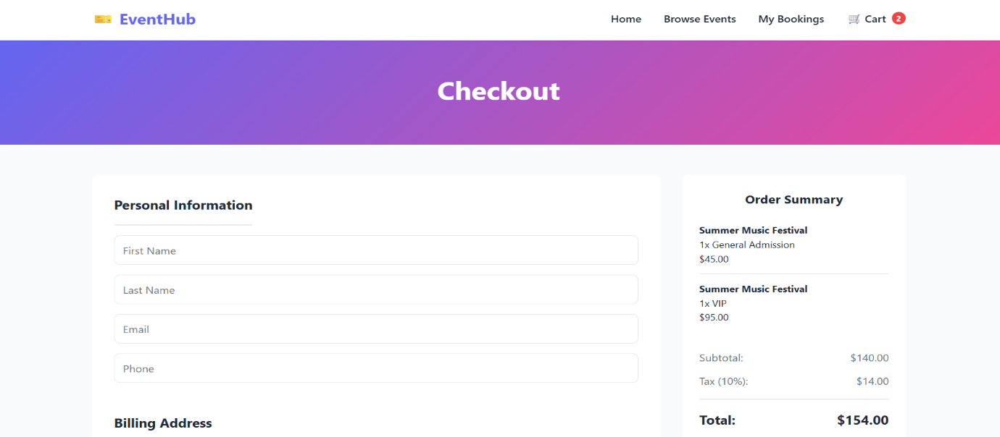 EventHub
Home Browse Events My Bookings Cart 2
Checkout
Personal Information
First Name
Last Name
Email
Phone
Billing Address
Order Summary
Summer Music Festival
1x General Admission
$45.00
Summer Music Festival
1x VIP
$95.00
Subtotal: $140.00
Tax (10%): $14.00
Total: $154.00